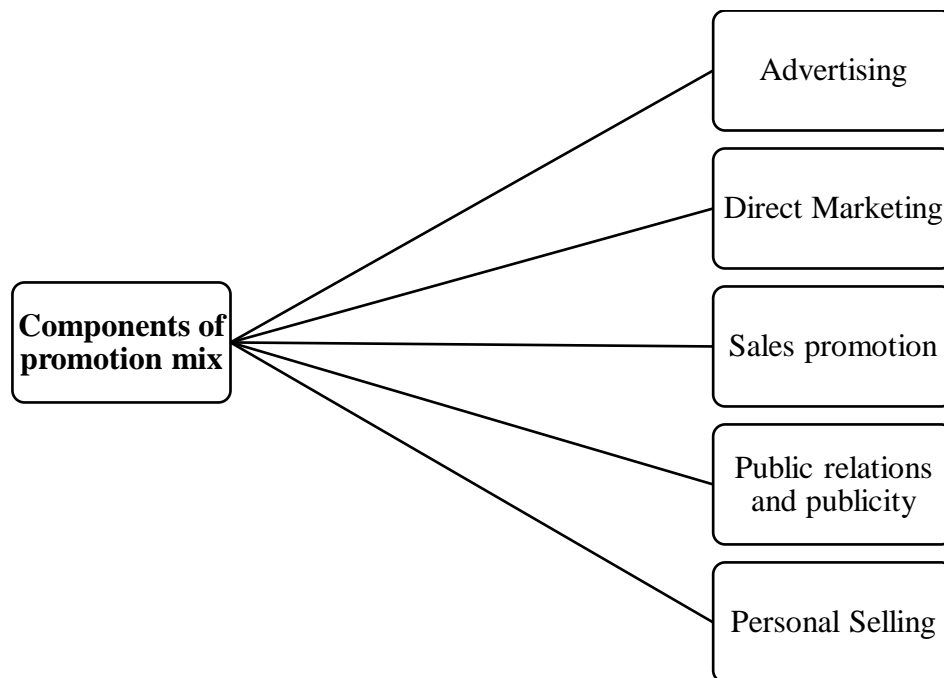 Advertising
Direct Marketing
Components of
promotion mix
Sales promotion
Public relations
and publicity
Personal Selling